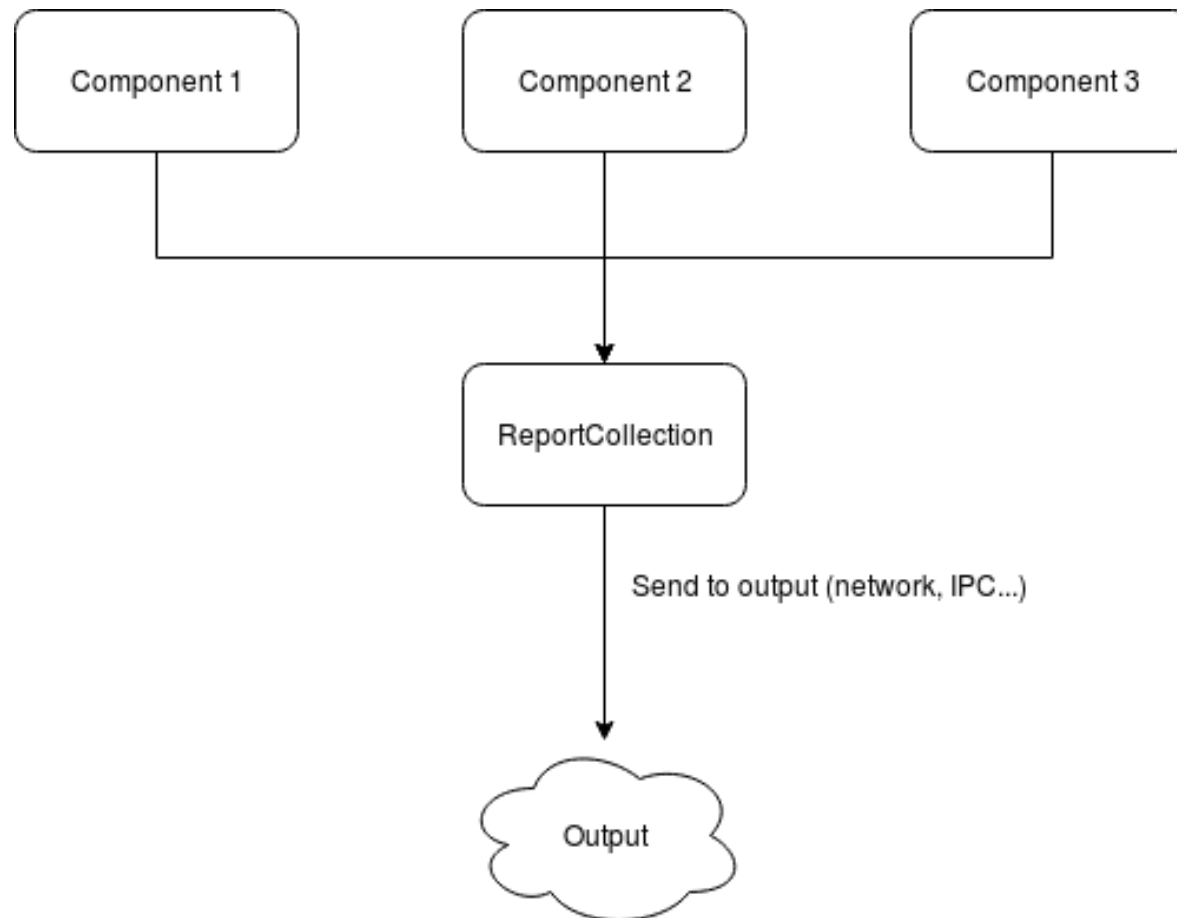 Component 1
Component 2
Component 3
ReportCollection
Send to output (network, IPC...)
Output